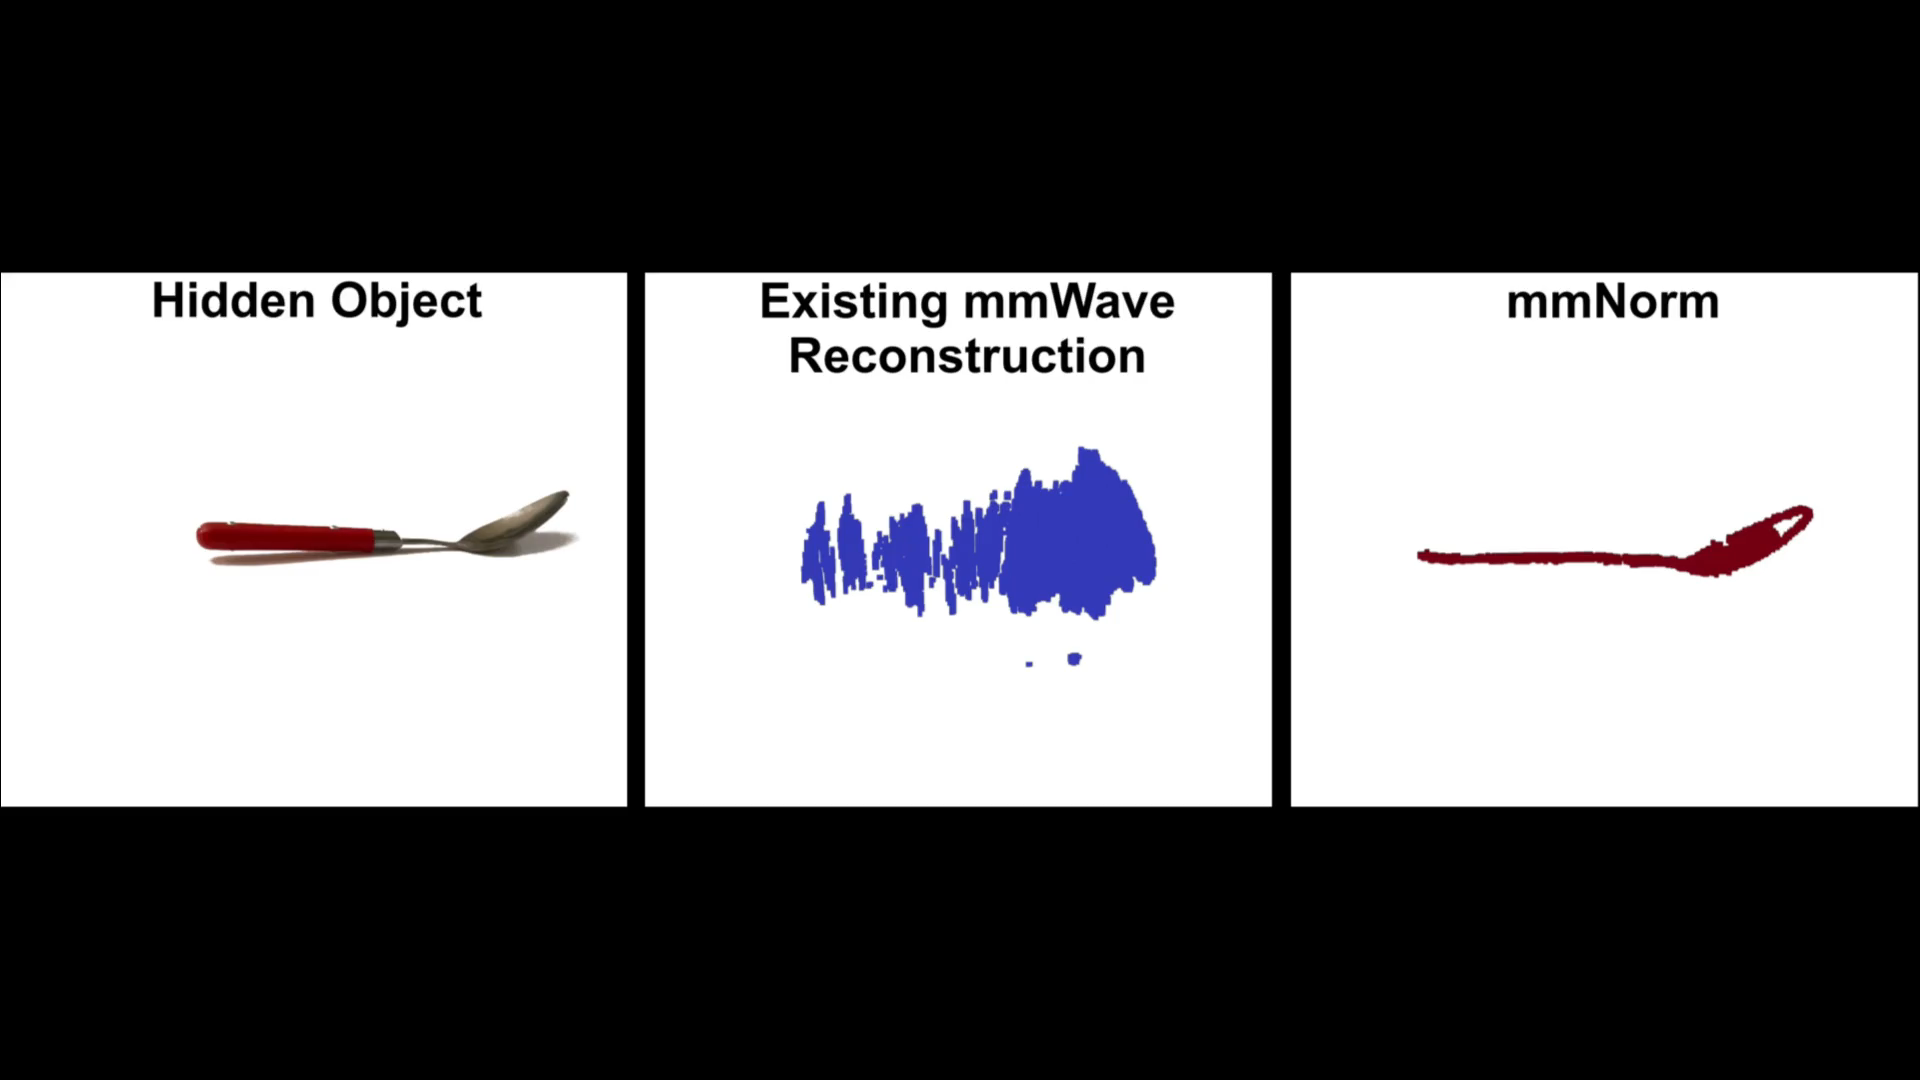 Hidden Object
Existing mmWave
Reconstruction
mmNorm